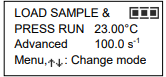 LOAD SAMPLE &
PRESS RUN 23.00°C
Advanced 100.0 s⁻¹
Menu,↑↓: Change mode